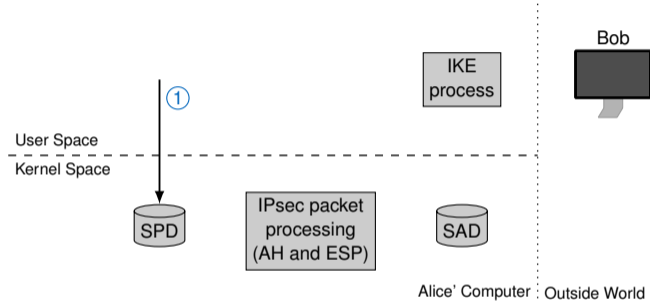 Bob
IKE
process
①
User Space
Kernel Space
SPD
IPsec packet
processing
(AH and ESP)
SAD
Alice' Computer
Outside World